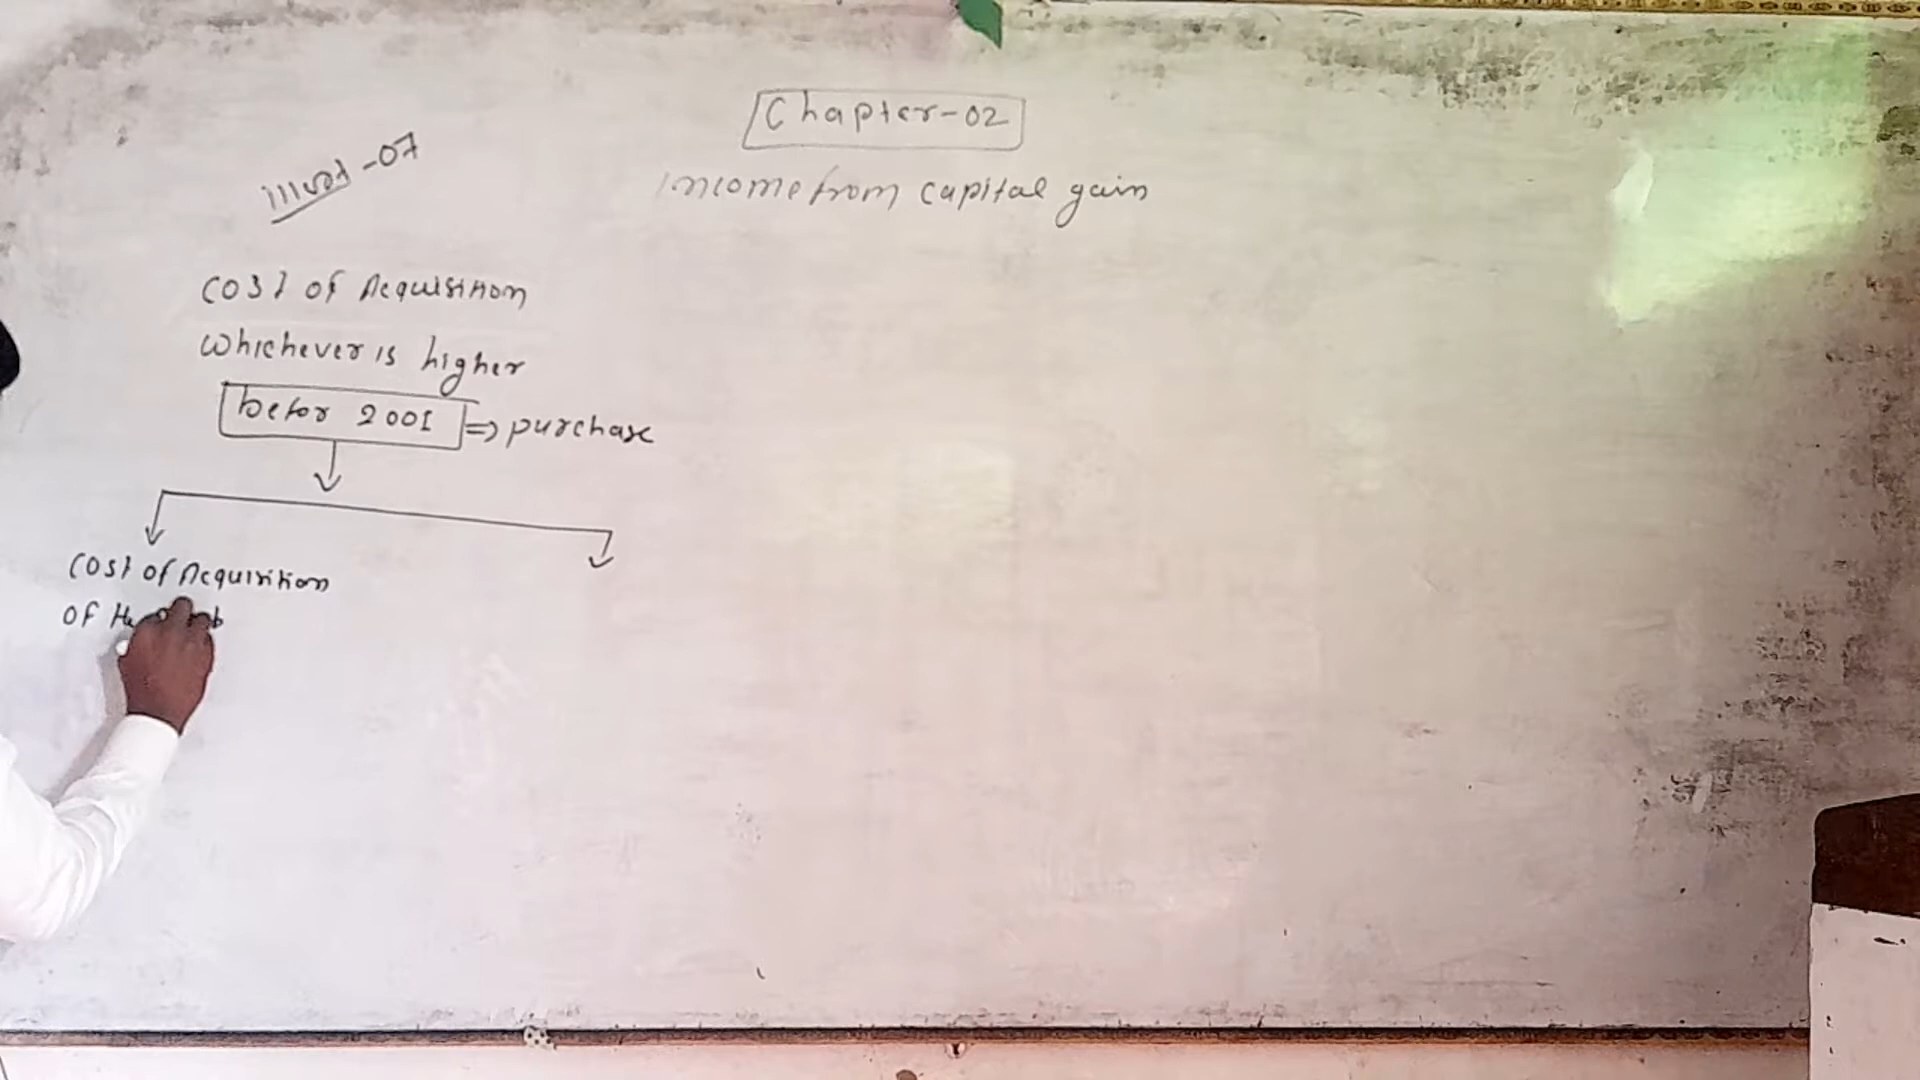 Chapter-02
Income from capital gain
illust-07
Cost of Acquisition
Whichever is higher
befor 2001 => purchase
Cost of Acquisition
of